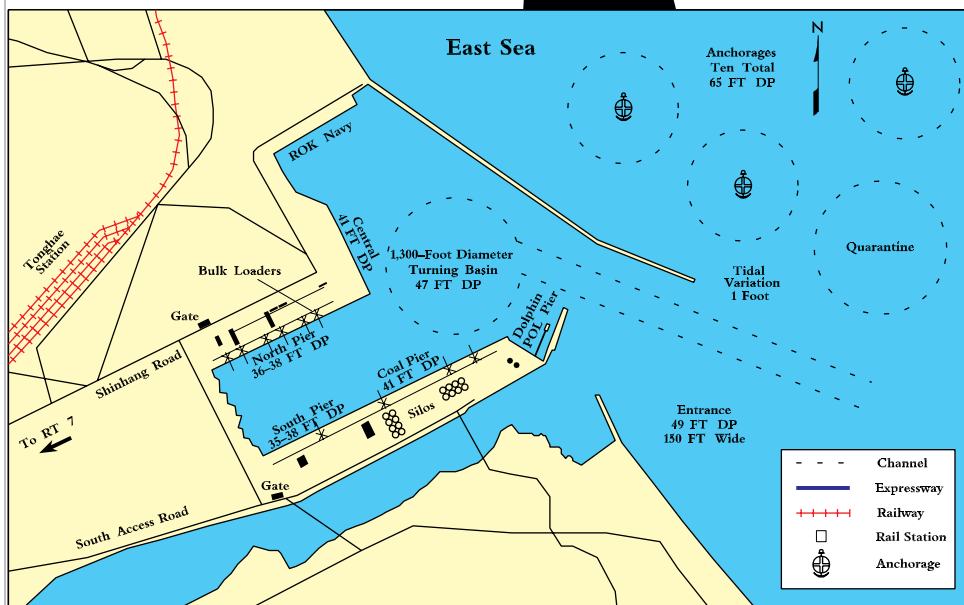 East Sea
Anchorages
Ten Total
65 FT DP
N
ROK Navy
Central
41 FT DP
1,300-Foot Diameter
Turning Basin
47 FT DP
Quarantine
Tidal
Variation
1 Foot
Tonghae
Station
Bulk Loaders
Gate
North Pier
36-38 FT DP
Dolphin
POL Pier
Shinhang Road
Coal Pier
41 FT DP
To RT 7
South Pier
35-38 FT DP
Silos
Entrance
49 FT DP
150 FT Wide
Gate
South Access Road
Channel
Expressway
Railway
Rail Station
Anchorage